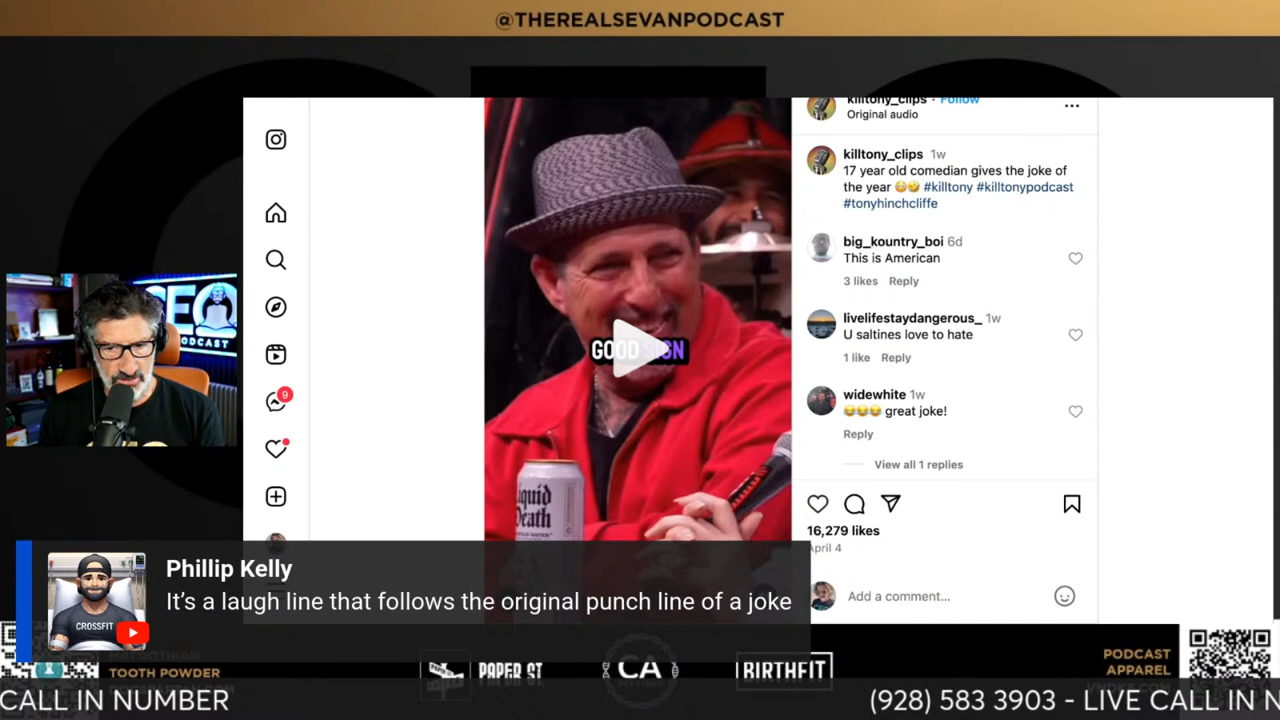 @THEREALSEVANPODCAST
killtony_clips · Follow
Original audio
killtony_clips 1w
17 year old comedian gives the joke of
the year 😳🤣 #killtony #killtonypodcast
#tonyhinchcliffe
big_kountry_boi 6d
This is American
3 likes Reply
livelifestaydangerous_ 1w
U saltines love to hate
1 like Reply
widewhite 1w
😂😂😂 great joke!
Reply
View all 1 replies
16,279 likes
April 4
Add a comment...
9
GOOD SIGN
Liquid
Death
CEO
PODCAST
Phillip Kelly
It's a laugh line that follows the original punch line of a joke
CROSSFIT
TOOTH POWDER
PAPER ST
CA
BIRTHFIT
PODCAST
APPAREL
CALL IN NUMBER
(928) 583 3903 - LIVE CALL IN N